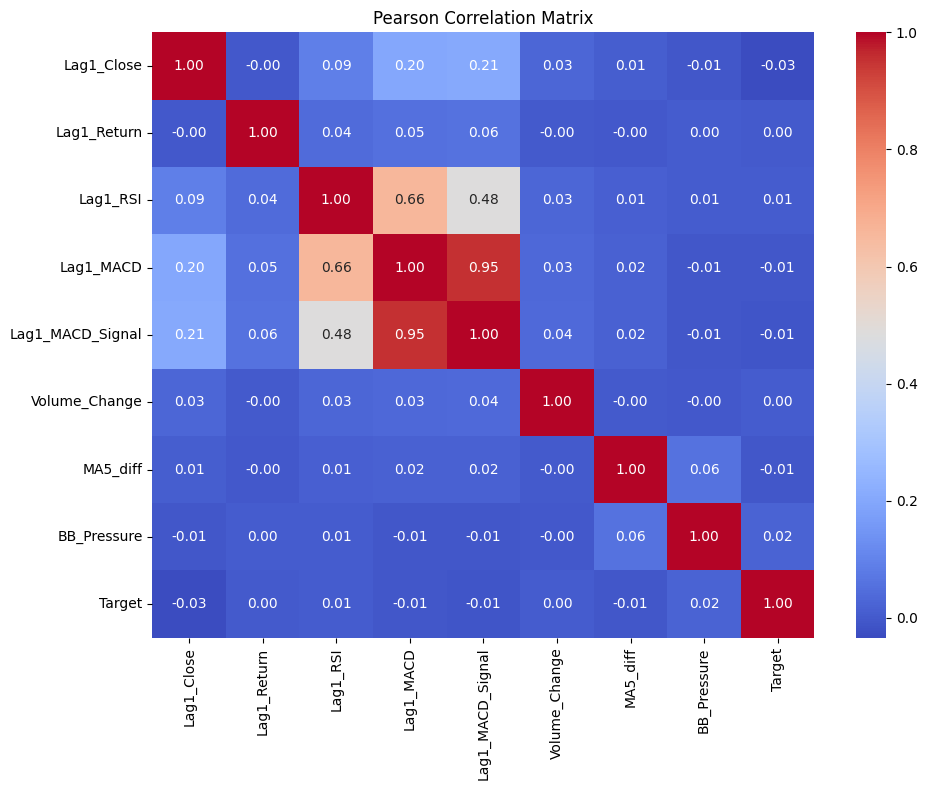 Pearson Correlation Matrix
Lag1_Close 1.00 -0.00 0.09 0.20 0.21 0.03 0.01 -0.01 -0.03
Lag1_Return -0.00 1.00 0.04 0.05 0.06 -0.00 -0.00 0.00 0.00
Lag1_RSI 0.09 0.04 1.00 0.66 0.48 0.03 0.01 0.01 0.01
Lag1_MACD 0.20 0.05 0.66 1.00 0.95 0.03 0.02 -0.01 -0.01
Lag1_MACD_Signal 0.21 0.06 0.48 0.95 1.00 0.04 0.02 -0.01 -0.01
Volume_Change 0.03 -0.00 0.03 0.03 0.04 1.00 -0.00 -0.00 0.00
MA5_diff 0.01 -0.00 0.01 0.02 0.02 -0.00 1.00 0.06 -0.01
BB_Pressure -0.01 0.00 0.01 -0.01 -0.01 -0.00 0.06 1.00 0.02
Target -0.03 0.00 0.01 -0.01 -0.01 0.00 -0.01 0.02 1.00
Lag1_Close
Lag1_Return
Lag1_RSI
Lag1_MACD
Lag1_MACD_Signal
Volume_Change
MA5_diff
BB_Pressure
Target
1.0
0.8
0.6
0.4
0.2
0.0